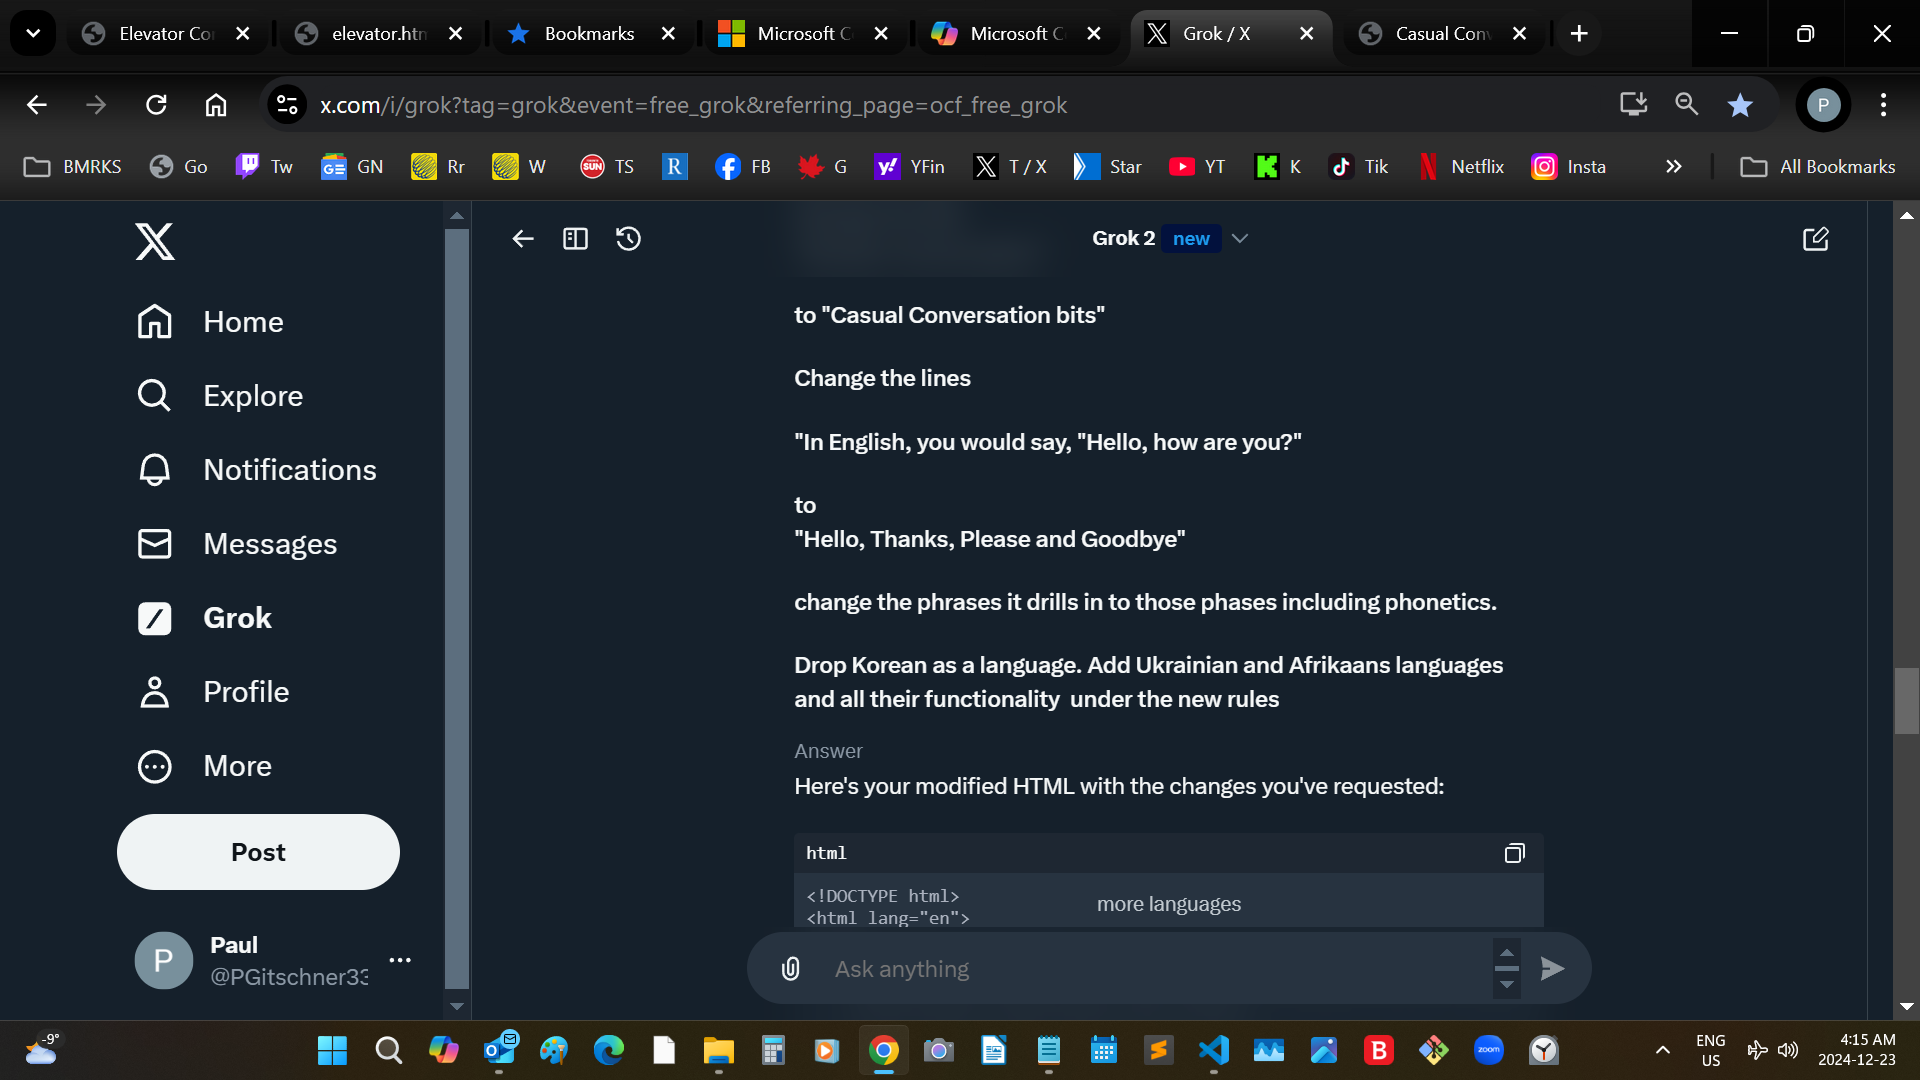 Elevator Co
elevator.htm
Bookmarks
Microsoft C
Microsoft C
Grok / X
Casual Conv
x.com/i/grok?tag=grok&event=free_grok&referring_page=ocf_free_grok
P
BMRKS
Go
Tw
GE GN
Rr
W
SUN TS
R
FB
G
y! YFin
T / X
Star
YT
K
Tik
Netflix
Insta
All Bookmarks
Grok 2 new
Home
Explore
Notifications
Messages
Grok
Profile
More
Post
P
Paul
@PGitschner33
to "Casual Conversation bits"
Change the lines
"In English, you would say, "Hello, how are you?"
to
"Hello, Thanks, Please and Goodbye"
change the phrases it drills in to those phases including phonetics.
Drop Korean as a language. Add Ukrainian and Afrikaans languages
and all their functionality  under the new rules
Answer
Here's your modified HTML with the changes you've requested:
html
<!DOCTYPE html>
<html lang="en">
more languages
Ask anything
-9°
B
zoom
ENG
US
4:15 AM
2024-12-23